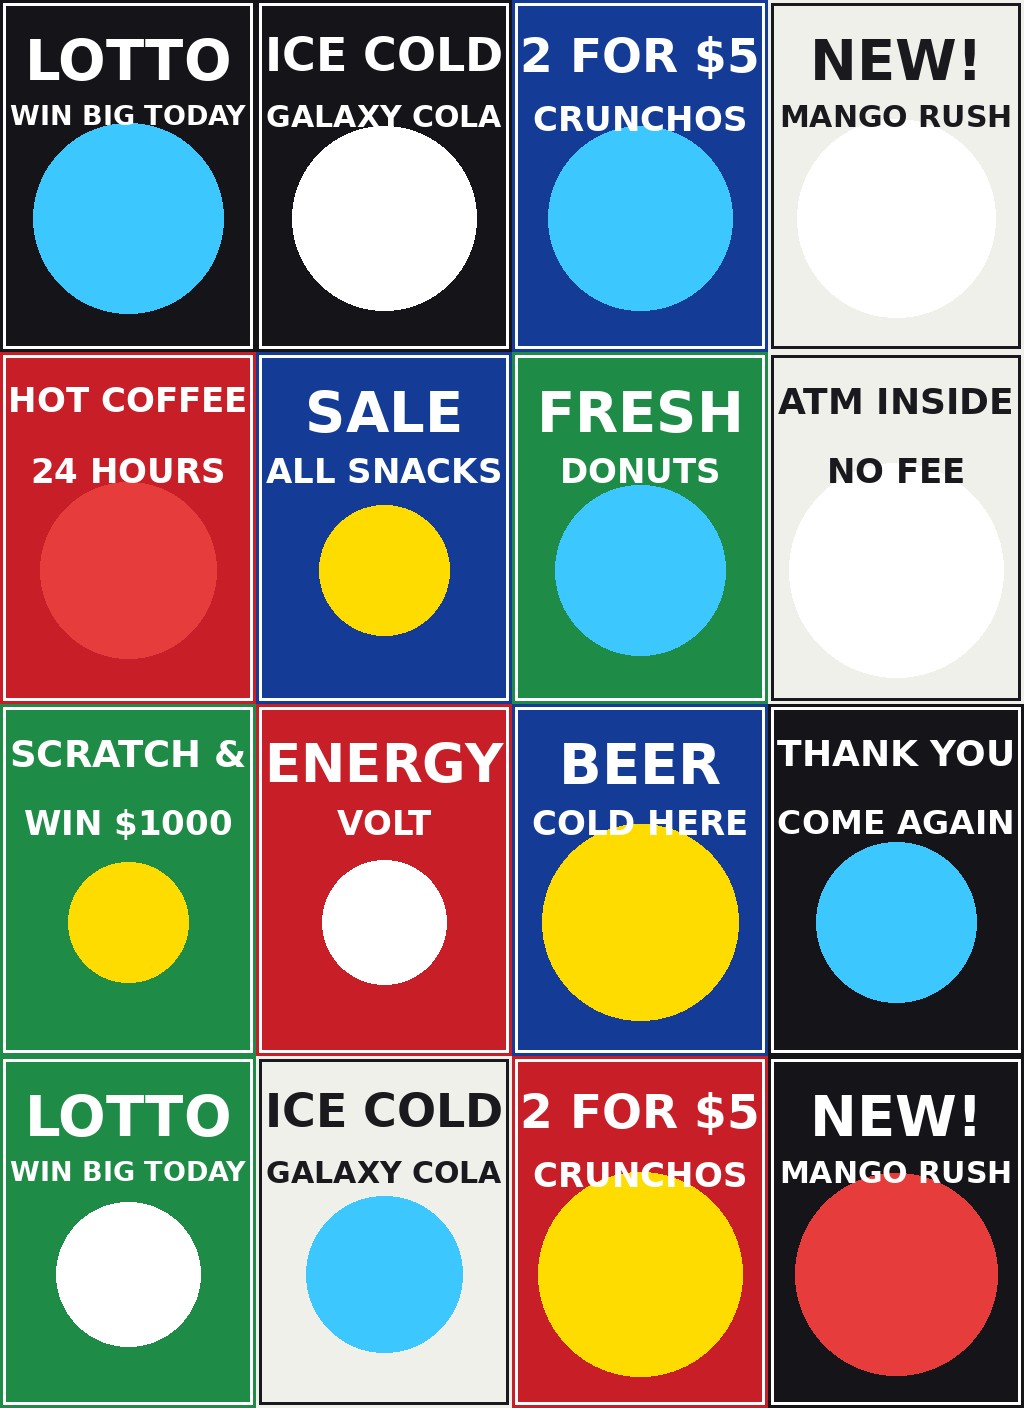 LOTTO
WIN BIG TODAY
ICE COLD
GALAXY COLA
2 FOR $5
CRUNCHOS
NEW!
MANGO RUSH
HOT COFFEE
24 HOURS
SALE
ALL SNACKS
FRESH
DONUTS
ATM INSIDE
NO FEE
SCRATCH &
WIN $1000
ENERGY
VOLT
BEER
COLD HERE
THANK YOU
COME AGAIN
LOTTO
WIN BIG TODAY
ICE COLD
GALAXY COLA
2 FOR $5
CRUNCHOS
NEW!
MANGO RUSH